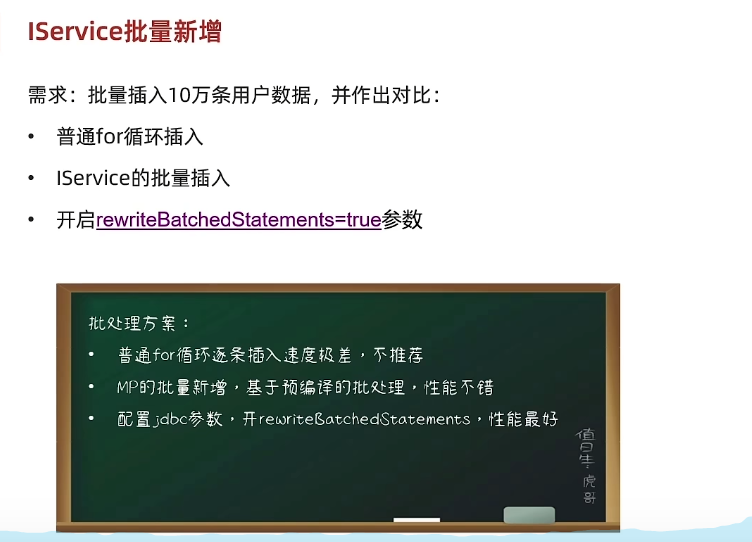 IService批量新增
需求：批量插入10万条用户数据，并作出对比：
• 普通for循环插入
• IService的批量插入
• 开启rewriteBatchedStatements=true参数
批处理方案：
• 普通for循环逐条插入速度极差，不推荐
• MP的批量新增，基于预编译的批处理，性能不错
• 配置jdbc参数，开rewriteBatchedStatements，性能最好
值日生：虎哥